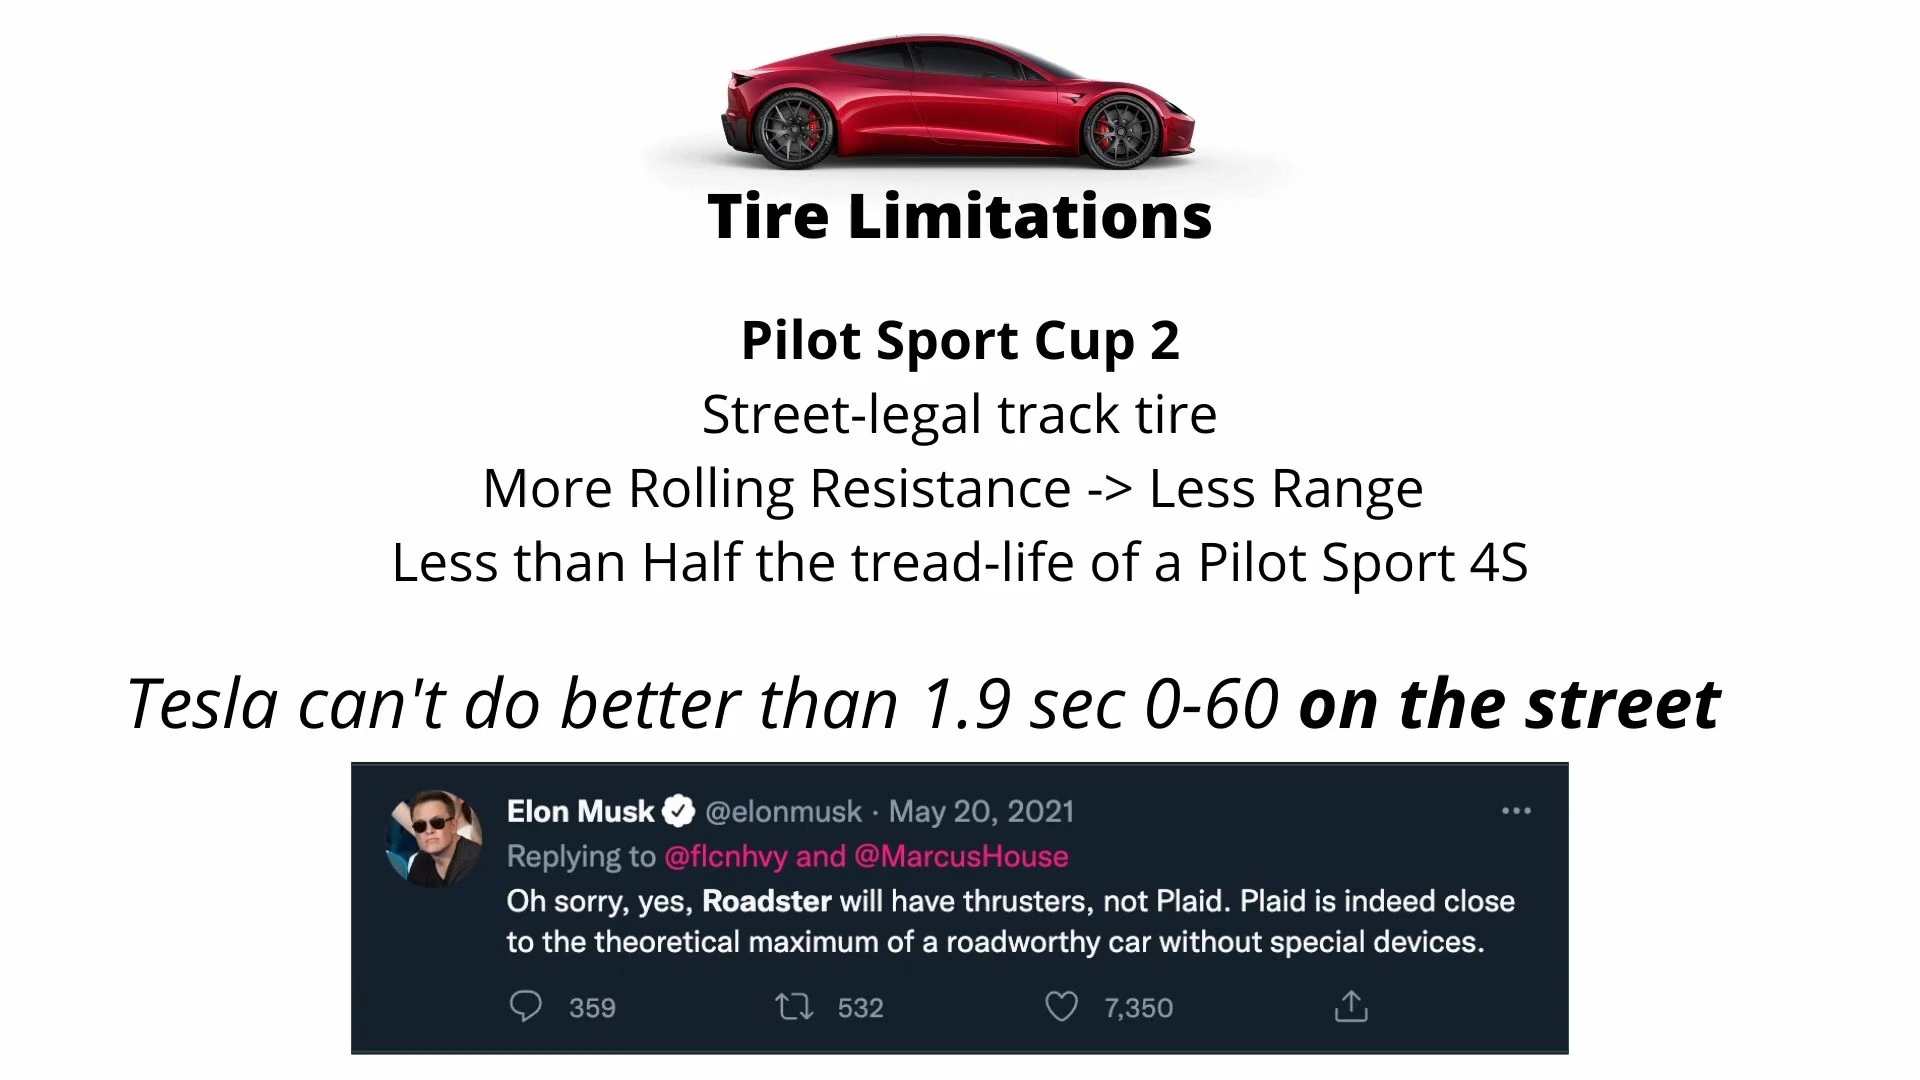 Tire Limitations
Pilot Sport Cup 2
Street-legal track tire
More Rolling Resistance -> Less Range
Less than Half the tread-life of a Pilot Sport 4S
Tesla can't do better than 1.9 sec 0-60 on the street
Elon Musk @elonmusk · May 20, 2021
Replying to @flcnhvy and @MarcusHouse
Oh sorry, yes, Roadster will have thrusters, not Plaid. Plaid is indeed close
to the theoretical maximum of a roadworthy car without special devices.
359 532 7,350